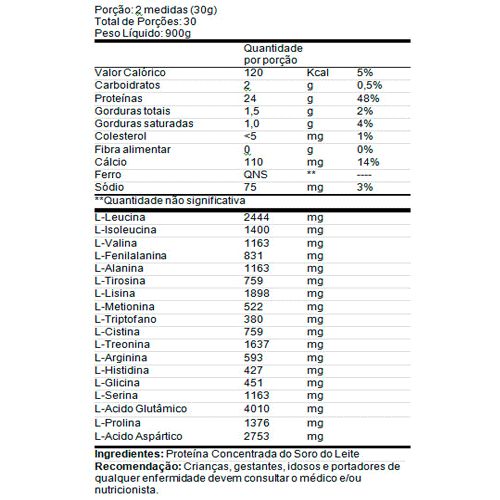 Porção: 2 medidas (30g)
Total de Porções: 30
Peso Líquido: 900g
Quantidade
por porção
Valor Calórico 120 Kcal 5%
Carboidratos 2 g 0,5%
Proteínas 24 g 48%
Gorduras totais 1,5 g 2%
Gorduras saturadas 1,0 g 4%
Colesterol <5 mg 1%
Fibra alimentar 0 g 0%
Cálcio 110 mg 14%
Ferro QNS ** ----
Sódio 75 mg 3%
**Quantidade não significativa
L-Leucina 2444 mg
L-Isoleucina 1400 mg
L-Valina 1163 mg
L-Fenilalanina 831 mg
L-Alanina 1163 mg
L-Tirosina 759 mg
L-Lisina 1898 mg
L-Metionina 522 mg
L-Triptofano 380 mg
L-Cistina 759 mg
L-Treonina 1637 mg
L-Arginina 593 mg
L-Histidina 427 mg
L-Glicina 451 mg
L-Serina 1163 mg
L-Acido Glutâmico 4010 mg
L-Prolina 1376 mg
L-Acido Aspártico 2753 mg
Ingredientes: Proteína Concentrada do Soro do Leite
Recomendação: Crianças, gestantes, idosos e portadores de
qualquer enfermidade devem consultar o médico e/ou
nutricionista.